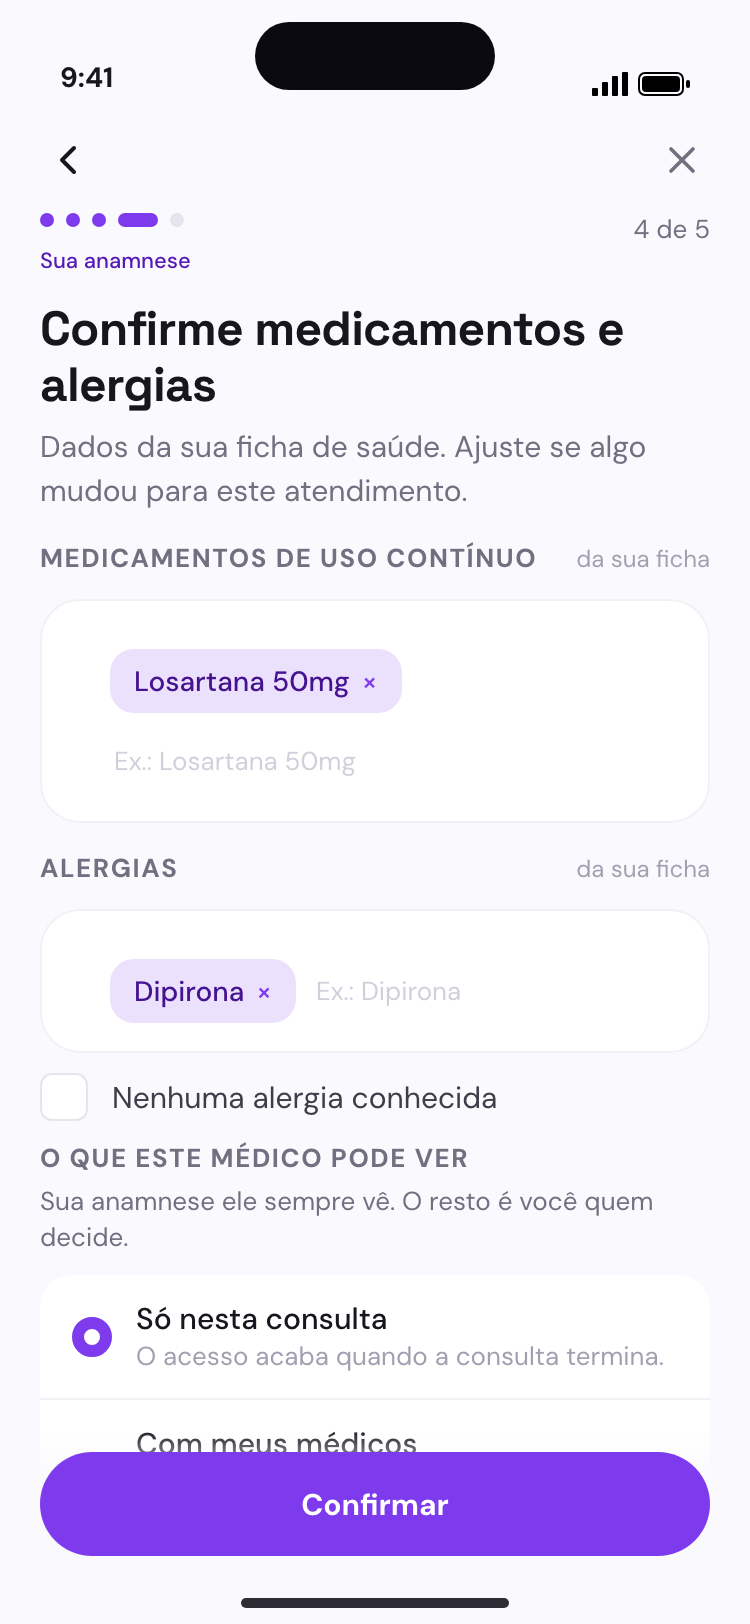 9:41
4 de 5
Sua anamnese
Confirme medicamentos e
alergias
Dados da sua ficha de saúde. Ajuste se algo
mudou para este atendimento.
MEDICAMENTOS DE USO CONTÍNUO da sua ficha
Losartana 50mg ×
Ex.: Losartana 50mg
ALERGIAS da sua ficha
Dipirona × Ex.: Dipirona
Nenhuma alergia conhecida
O QUE ESTE MÉDICO PODE VER
Sua anamnese ele sempre vê. O resto é você quem
decide.
Só nesta consulta
O acesso acaba quando a consulta termina.
Com meus médicos
Confirmar